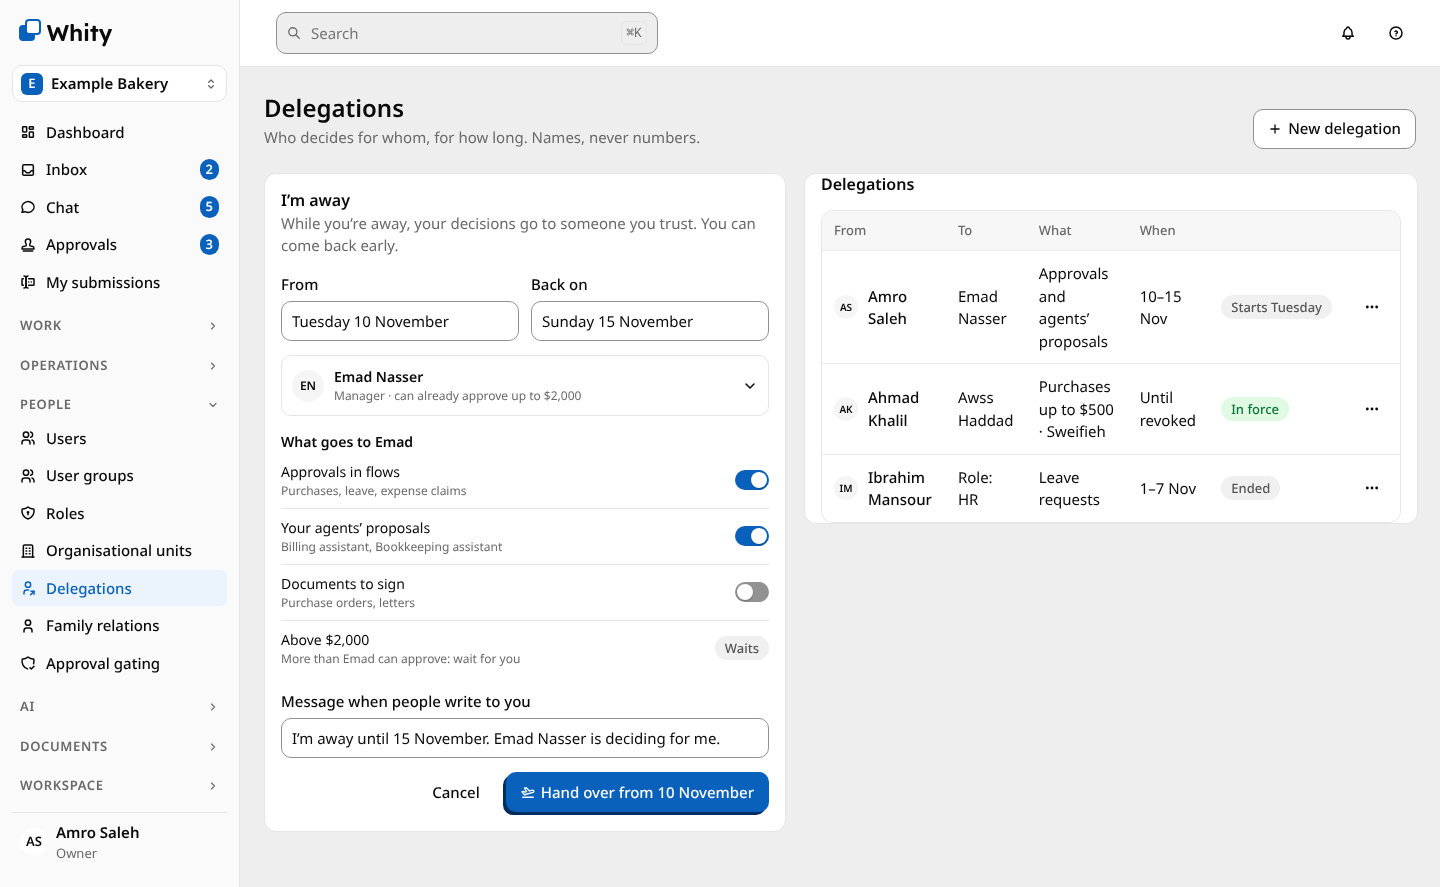 Whity
E Example Bakery
Dashboard
Inbox 2
Chat 5
Approvals 3
My submissions
WORK
OPERATIONS
PEOPLE
Users
User groups
Roles
Organisational units
Delegations
Family relations
Approval gating
AI
DOCUMENTS
WORKSPACE
AS Amro Saleh
Owner
Search ⌘K
Delegations
Who decides for whom, for how long. Names, never numbers.
+ New delegation
I'm away
While you're away, your decisions go to someone you trust. You can
come back early.
From Back on
Tuesday 10 November Sunday 15 November
EN Emad Nasser
Manager · can already approve up to $2,000
What goes to Emad
Approvals in flows
Purchases, leave, expense claims
Your agents' proposals
Billing assistant, Bookkeeping assistant
Documents to sign
Purchase orders, letters
Above $2,000
More than Emad can approve: wait for you
Waits
Message when people write to you
I'm away until 15 November. Emad Nasser is deciding for me.
Cancel Hand over from 10 November
Delegations
From To What When
AS Amro Saleh Emad Nasser Approvals and agents' proposals 10–15 Nov Starts Tuesday
AK Ahmad Khalil Awss Haddad Purchases up to $500 · Sweifieh Until revoked In force
IM Ibrahim Mansour Role: HR Leave requests 1–7 Nov Ended